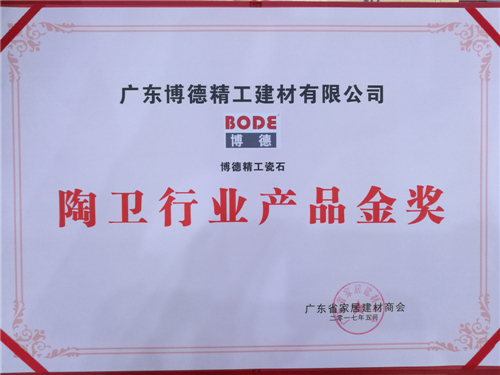 广东博德精工建材有限公司
BODE
博德
博德精工瓷石
陶卫行业产品金奖
广东省家居建材商会
二零一七年五月